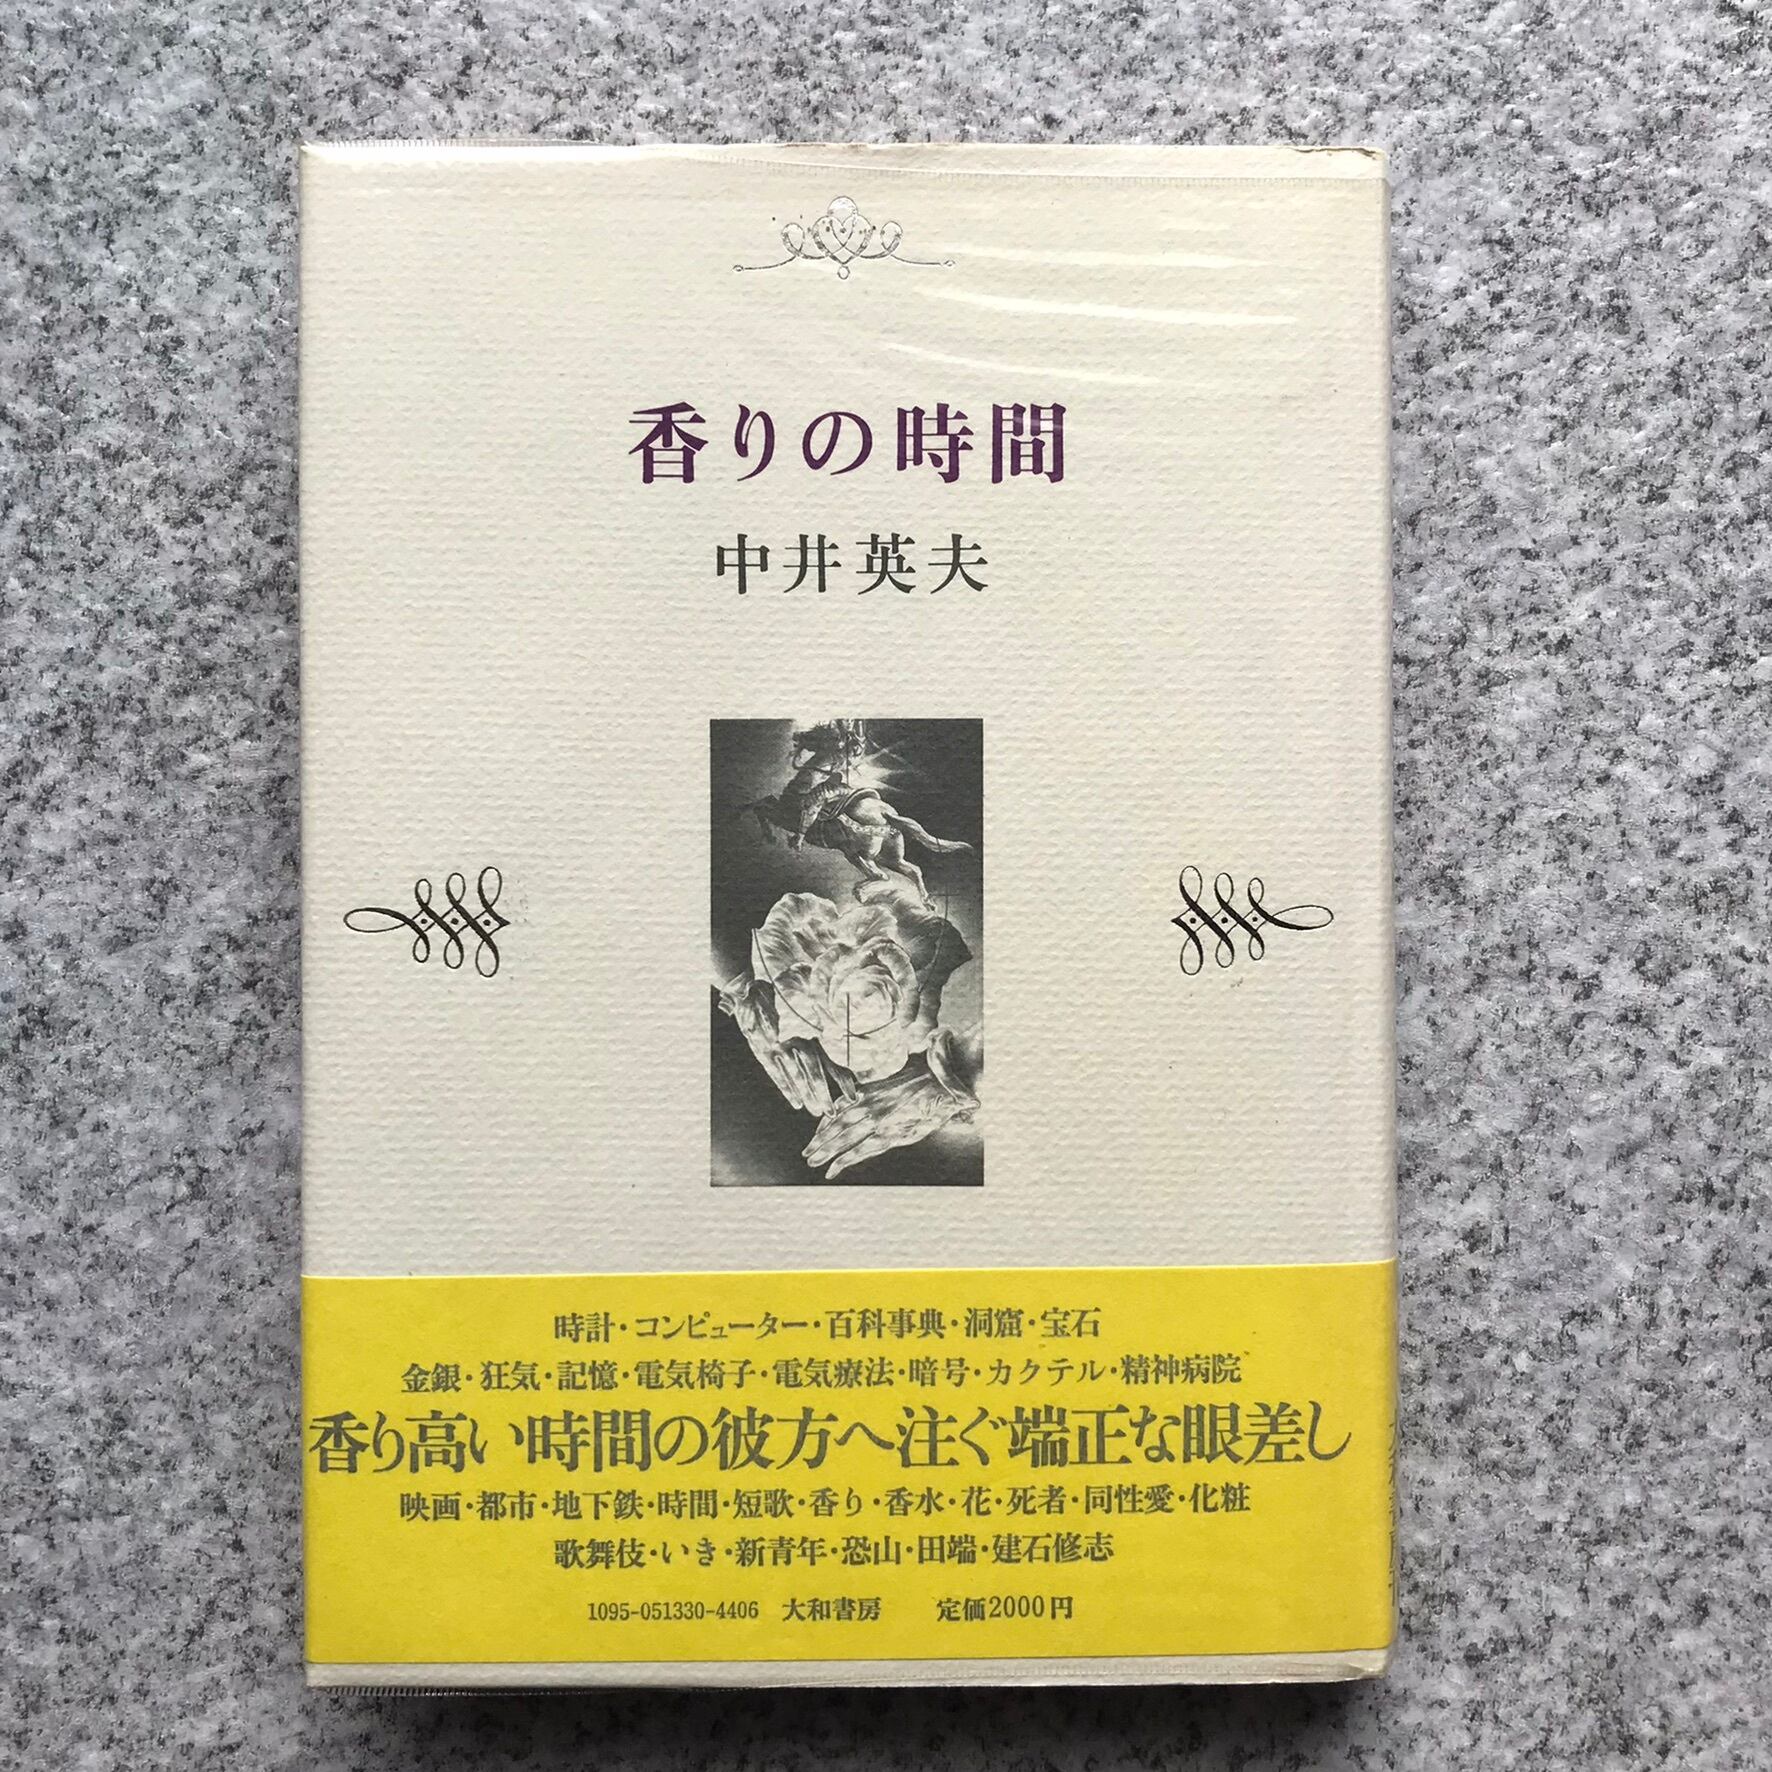 香りの時間
中井英夫
時計・コンピューター・百科事典・洞窟・宝石
金銀・狂気・記憶・電気椅子・電気療法・暗号・カクテル・精神病院
香り高い時間の彼方へ注ぐ端正な眼差し
映画・都市・地下鉄・時間・短歌・香り・香水・花・死者・同性愛・化粧
歌舞伎・いき・新青年・恐山・田端・建石修志
1095-051330-4406 大和書房 定価2000円